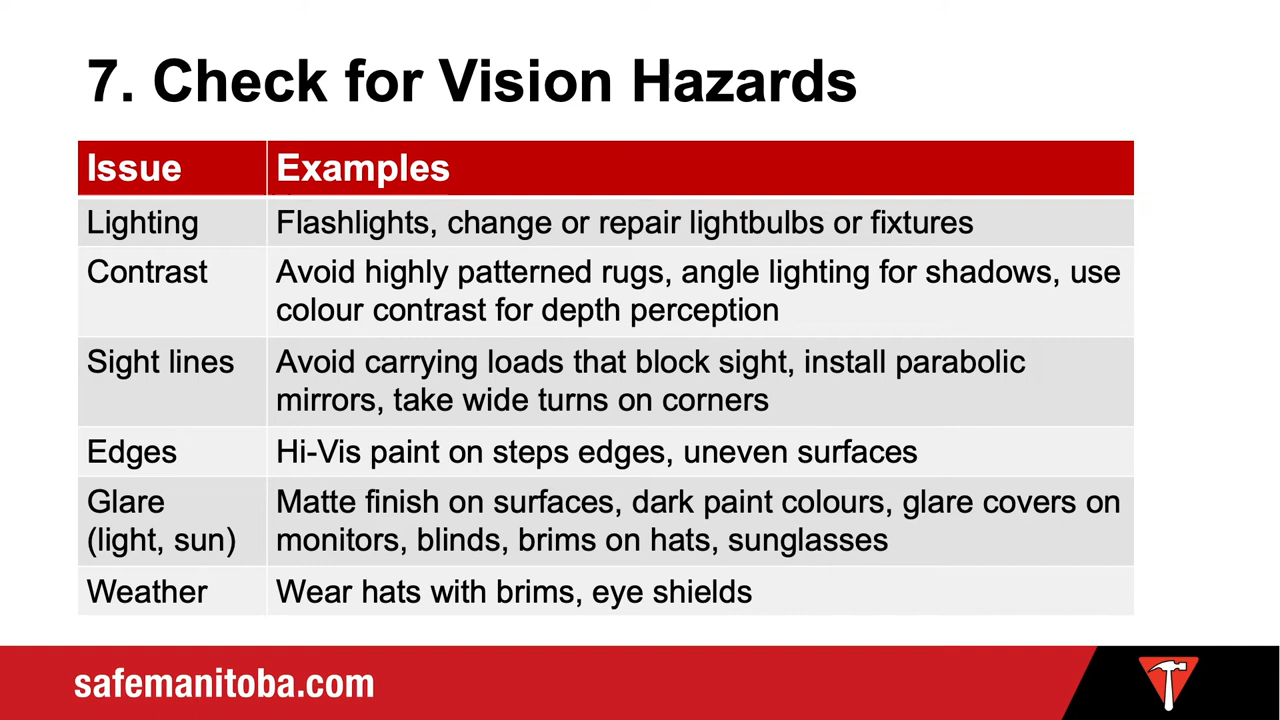 7. Check for Vision Hazards
Issue
Examples
Lighting
Flashlights, change or repair lightbulbs or fixtures
Contrast
Avoid highly patterned rugs, angle lighting for shadows, use
colour contrast for depth perception
Sight lines
Avoid carrying loads that block sight, install parabolic
mirrors, take wide turns on corners
Edges
Hi-Vis paint on steps edges, uneven surfaces
Glare
(light, sun)
Matte finish on surfaces, dark paint colours, glare covers on
monitors, blinds, brims on hats, sunglasses
Weather
Wear hats with brims, eye shields
safemanitoba.com